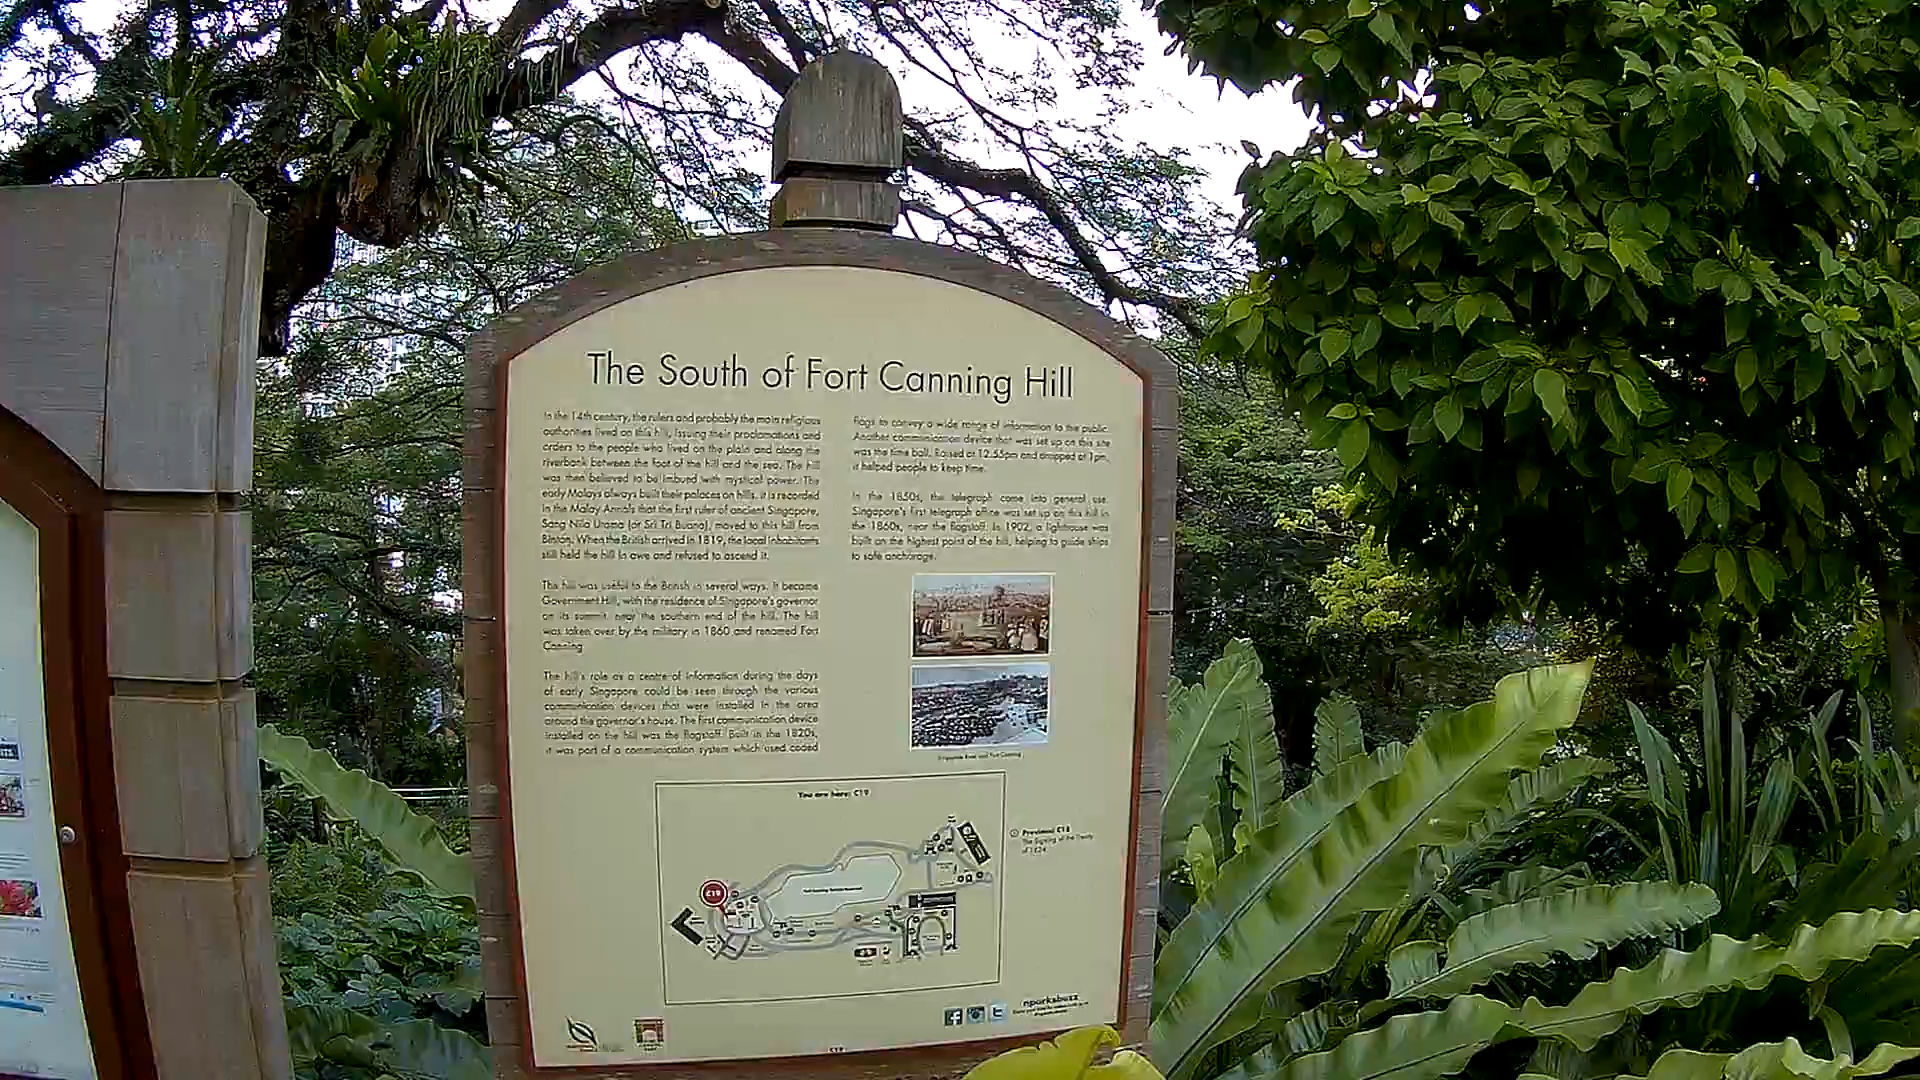 The South of Fort Canning Hill
In the 14th century, the rulers and probably the main religious
authorities lived on this hill, issuing their proclamations and
orders to the people who lived on the plain and along the
riverbank between the foot of the hill and the sea. The hill
was then believed to be imbued with mystical power. The
early Malays always built their palaces on hills. It is recorded
in the Malay Annals that the first ruler of ancient Singapore,
Sang Nila Utama (or Sri Tri Buana), moved to this hill from
Bintan. When the British arrived in 1819, the local inhabitants
still held the hill in awe and refused to ascend it.
The hill was useful to the British in several ways. It became
Government Hill, with the residence of Singapore's governor
on its summit, near the southern end of the hill. The hill
was taken over by the military in 1860 and renamed Fort
Canning.
The hill's role as a centre of information during the days
of early Singapore could be seen through the various
communication devices that were installed in the area
around the governor's house. The first communication device
installed on the hill was the flagstaff. Built in the 1820s,
it was part of a communication system which used coded
flags to convey a wide range of information to the public.
Another communication device that was set up on this site
was the time ball. Raised at 12.55pm and dropped at 1pm,
it helped people to keep time.
In the 1850s, the telegraph came into general use.
Singapore's first telegraph office was set up on this hill in
the 1860s, near the flagstaff. In 1902, a lighthouse was
built on the highest point of the hill, helping to guide ships
to safe anchorage.
Singapore River and Fort Canning
You are here: C19
C19
Previous: C18
The Signing of the Treaty
of 1824
nparksbuzz
C19